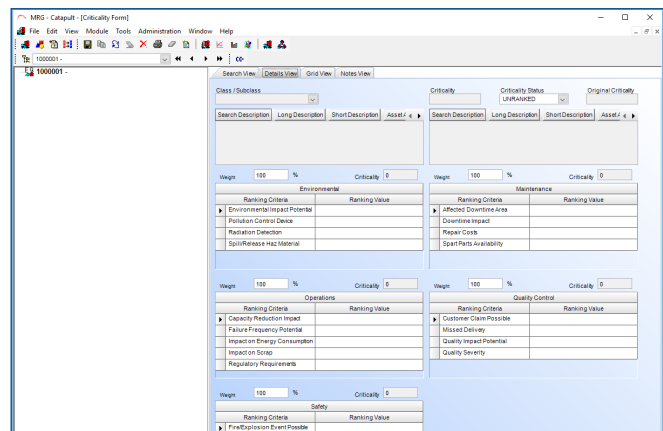 MRG - Catapult - [Criticality Form]
File Edit View Module Tools Administration Window Help
1000001 -
1000001 -
Search View Details View Grid View Notes View
Class / Subclass
Criticality Criticality Status Original Criticality
UNRANKED
Search Description Long Description Short Description Asset
Search Description Long Description Short Description Asset
Weight 100 % Criticality 0
Weight 100 % Criticality 0
Environmental
Ranking Criteria Ranking Value
Environmental Impact Potential
Pollution Control Device
Radiation Detection
Spill/Release Haz Material
Maintenance
Ranking Criteria Ranking Value
Affected Downtime Area
Downtime Impact
Repair Costs
Spart Parts Availability
Weight 100 % Criticality 0
Weight 100 % Criticality 0
Operations
Ranking Criteria Ranking Value
Capacity Reduction Impact
Failure Frequency Potential
Impact on Energy Consumption
Impact on Scrap
Regulatory Requirements
Quality Control
Ranking Criteria Ranking Value
Customer Claim Possible
Missed Delivery
Quality Impact Potential
Quality Severity
Weight 100 % Criticality 0
Safety
Ranking Criteria Ranking Value
Fire/Explosion Event Possible